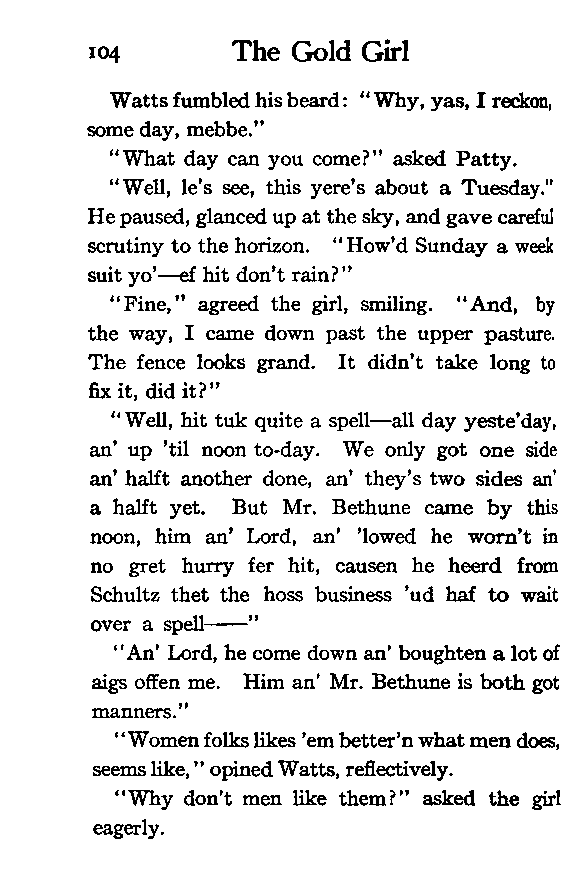 104 The Gold Girl
Watts fumbled his beard: "Why, yas, I reckon,
some day, mebbe."
"What day can you come?" asked Patty.
"Well, le's see, this yere's about a Tuesday."
He paused, glanced up at the sky, and gave careful
scrutiny to the horizon. "How'd Sunday a week
suit yo'—ef hit don't rain?"
"Fine," agreed the girl, smiling. "And, by
the way, I came down past the upper pasture.
The fence looks grand. It didn't take long to
fix it, did it?"
"Well, hit tuk quite a spell—all day yeste'day,
an' up 'til noon to-day. We only got one side
an' halft another done, an' they's two sides an'
a halft yet. But Mr. Bethune came by this
noon, him an' Lord, an' 'lowed he worn't in
no gret hurry fer hit, causen he heerd from
Schultz thet the hoss business 'ud haf to wait
over a spell——"
"An' Lord, he come down an' boughten a lot of
aigs offen me. Him an' Mr. Bethune is both got
manners."
"Women folks likes 'em better'n what men does,
seems like," opined Watts, reflectively.
"Why don't men like them?" asked the girl
eagerly.